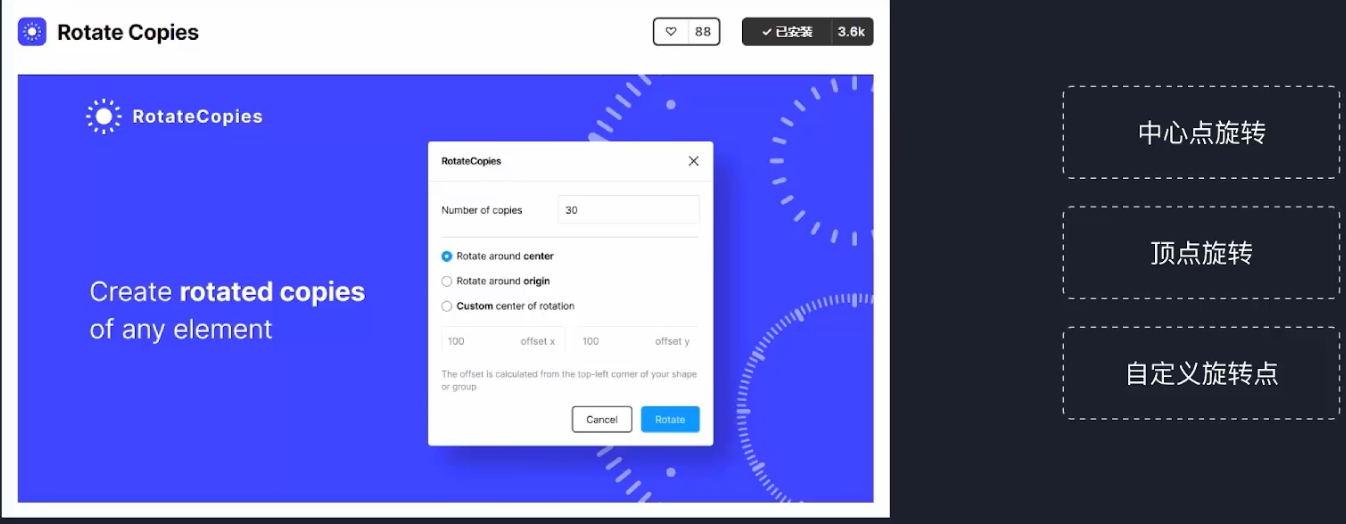 Rotate Copies
88
已安装
3.6k
RotateCopies
Create rotated copies
of any element
RotateCopies
Number of copies
30
Rotate around center
Rotate around origin
Custom center of rotation
100 offset x
100 offset y
The offset is calculated from the top-left corner of your shape
or group
Cancel
Rotate
中心点旋转
顶点旋转
自定义旋转点